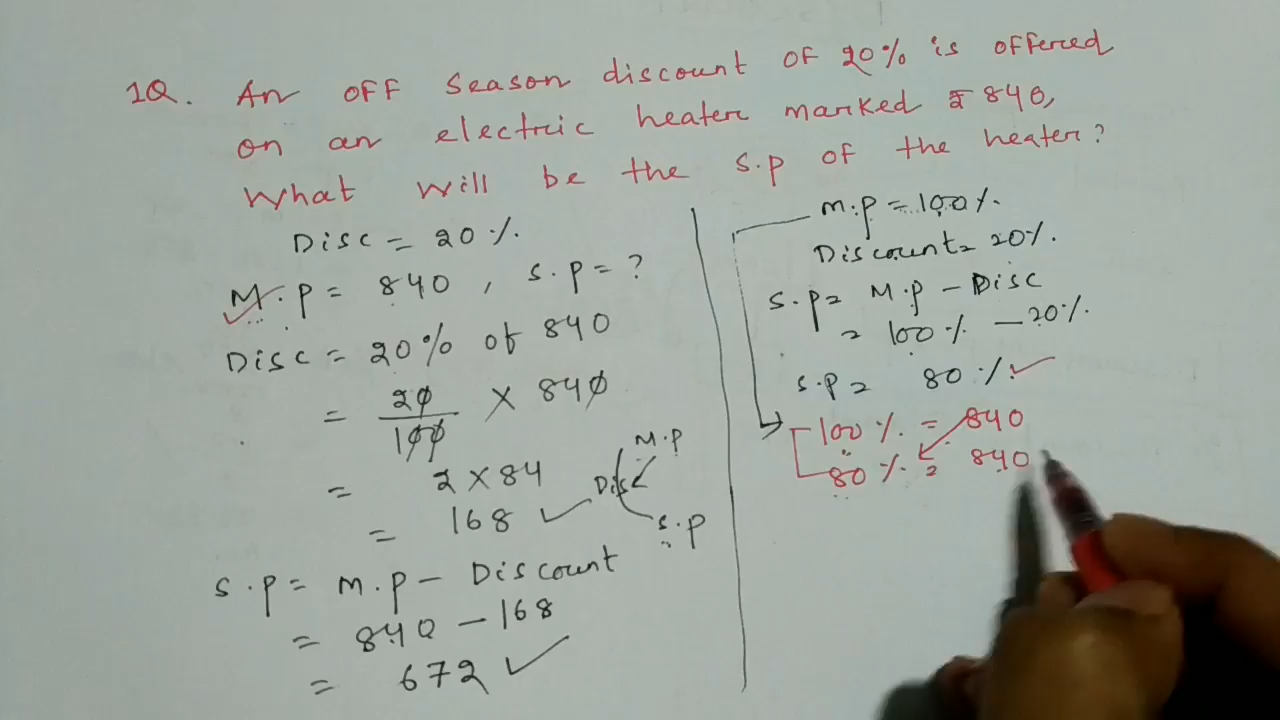 1Q. An OFF Season discount OF 20% is offered
on an electric heater marked ₹ 840,
What will be the S.P of the heater?
Disc = 20%.
M.P = 840, S.P = ?
Disc = 20% of 840
= 20/100 × 840
= 2 × 84
= 168
Disc
M.P
S.P
S.P = M.P - Discount
= 840 - 168
= 672
M.P = 100%.
Discount = 20%.
S.P = M.P - Disc
= 100% - 20%.
S.P = 80%.
100%. = 840
80%. = 840